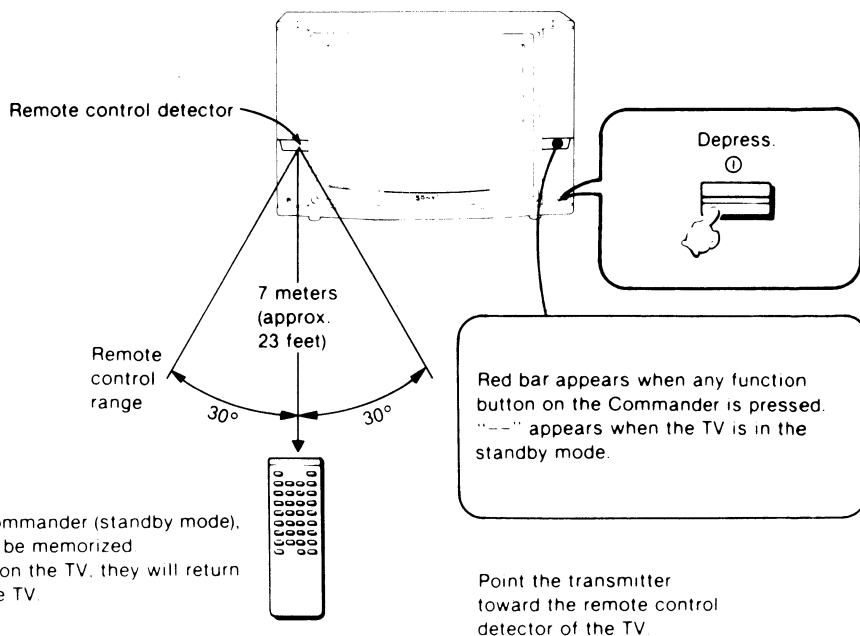 Remote control detector
SONY
Depress.
7 meters
(approx.
23 feet)
Remote
control
range
30°
30°
Red bar appears when any function
button on the Commander is pressed.
"--" appears when the TV is in the
standby mode.
ommander (standby mode),
be memorized.
on the TV, they will return
e TV.
Point the transmitter
toward the remote control
detector of the TV.